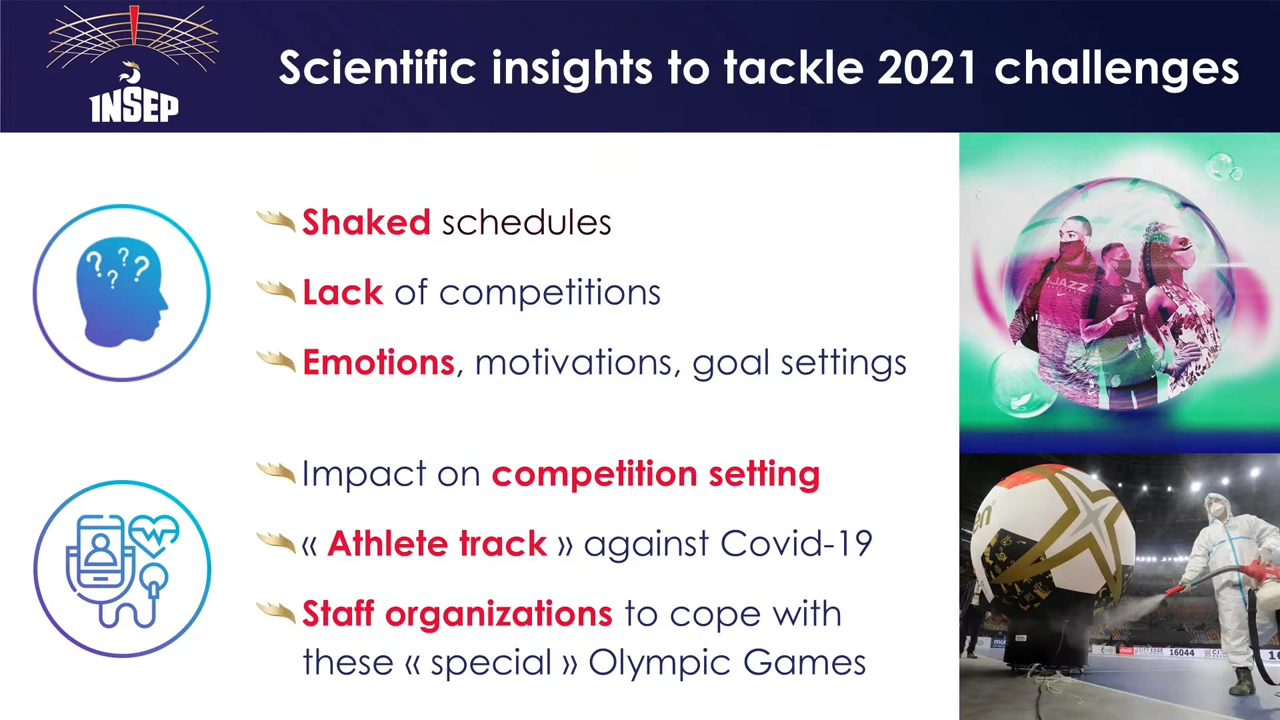 INSEP
Scientific insights to tackle 2021 challenges
Shaked schedules
Lack of competitions
Emotions, motivations, goal settings
Impact on competition setting
« Athlete track » against Covid-19
Staff organizations to cope with
these « special » Olympic Games
JAZZ
16044